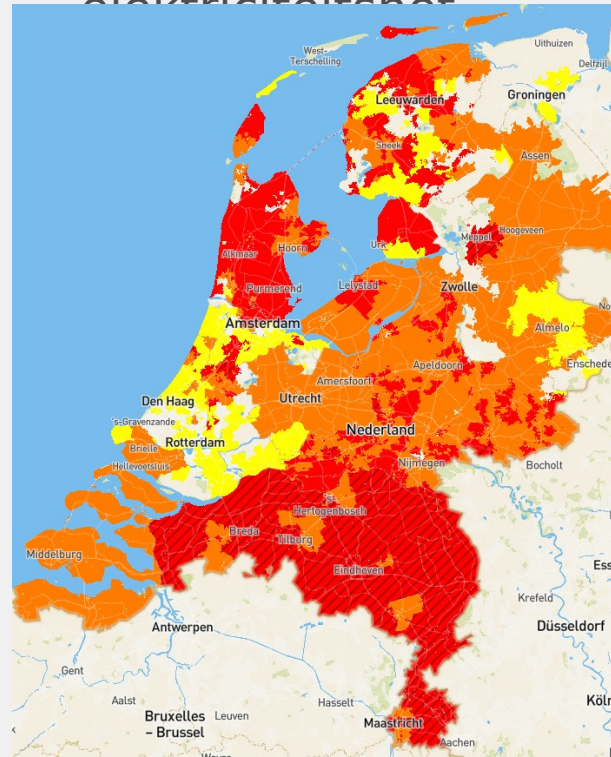 elektriciteitsnet
Uithuizen
West-
Terschelling
Delfzijl
Leeuwarden
Groningen
Sneek
Assen
Meppel
Hoogeveen
Urk
Alkmaar
Hoorn
Lelystad
Zwolle
Purmerend
Amsterdam
Almelo
Apeldoorn
Enschede
Amersfoort
Den Haag
Utrecht
's-Gravenzande
Rotterdam
Nederland
Brielle
Hellevoetsluis
Nijmegen
Bocholt
's-
Hertogenbosch
Breda
Tilburg
Middelburg
Eindhoven
Krefeld
Antwerpen
Düsseldorf
Gent
Aalst
Hasselt
Bruxelles
– Brussel
Leuven
Maastricht
Aachen